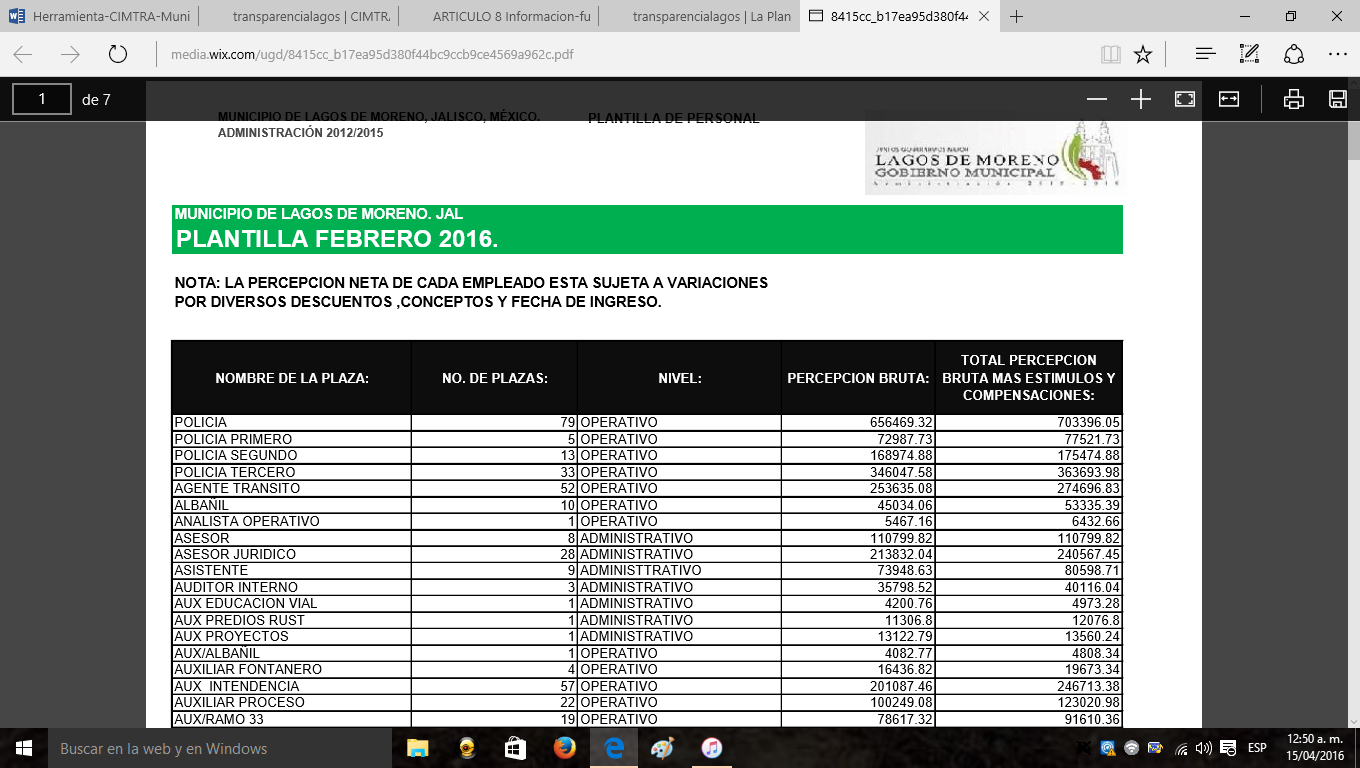 Herramienta-CIMTRA-Muni
transparencialagos | CIMTR
ARTICULO 8 Informacion-fu
transparencialagos | La Plan
8415cc_b17ea95d380f44
media.wix.com/ugd/8415cc_b17ea95d380f44bc9ccb9ce4569a962c.pdf
1 de 7
MUNICIPIO DE LAGOS DE MORENO, JALISCO, MÉXICO. PLANTILLA DE PERSONAL
ADMINISTRACIÓN 2012/2015
LAGOS DE MORENO
GOBIERNO MUNICIPAL
MUNICIPIO DE LAGOS DE MORENO. JAL
PLANTILLA FEBRERO 2016.
NOTA: LA PERCEPCION NETA DE CADA EMPLEADO ESTA SUJETA A VARIACIONES
POR DIVERSOS DESCUENTOS ,CONCEPTOS Y FECHA DE INGRESO.
NOMBRE DE LA PLAZA: NO. DE PLAZAS: NIVEL: PERCEPCION BRUTA: TOTAL PERCEPCION BRUTA MAS ESTIMULOS Y COMPENSACIONES:
POLICIA 79 OPERATIVO 656469.32 703396.05
POLICIA PRIMERO 5 OPERATIVO 72987.73 77521.73
POLICIA SEGUNDO 13 OPERATIVO 168974.88 175474.88
POLICIA TERCERO 33 OPERATIVO 346047.58 363693.98
AGENTE TRANSITO 52 OPERATIVO 253635.08 274696.83
ALBAÑIL 10 OPERATIVO 45034.06 53335.39
ANALISTA OPERATIVO 1 OPERATIVO 5467.16 6432.66
ASESOR 8 ADMINISTRATIVO 110799.82 110799.82
ASESOR JURIDICO 28 ADMINISTRATIVO 213832.04 240567.45
ASISTENTE 9 ADMINISTTRATIVO 73948.63 80598.71
AUDITOR INTERNO 3 ADMINISTRATIVO 35798.52 40116.04
AUX EDUCACION VIAL 1 ADMINISTRATIVO 4200.76 4973.28
AUX PREDIOS RUST 1 ADMINISTRATIVO 11306.8 12076.8
AUX PROYECTOS 1 ADMINISTRATIVO 13122.79 13560.24
AUX/ALBAÑIL 1 OPERATIVO 4082.77 4808.34
AUXILIAR FONTANERO 4 OPERATIVO 16436.82 19673.34
AUX  INTENDENCIA 57 OPERATIVO 201087.46 246713.38
AUXILIAR PROCESO 22 OPERATIVO 100249.08 123020.98
AUX/RAMO 33 19 OPERATIVO 78617.32 91610.36
Buscar en la web y en Windows
ESP
12:50 a. m.
15/04/2016